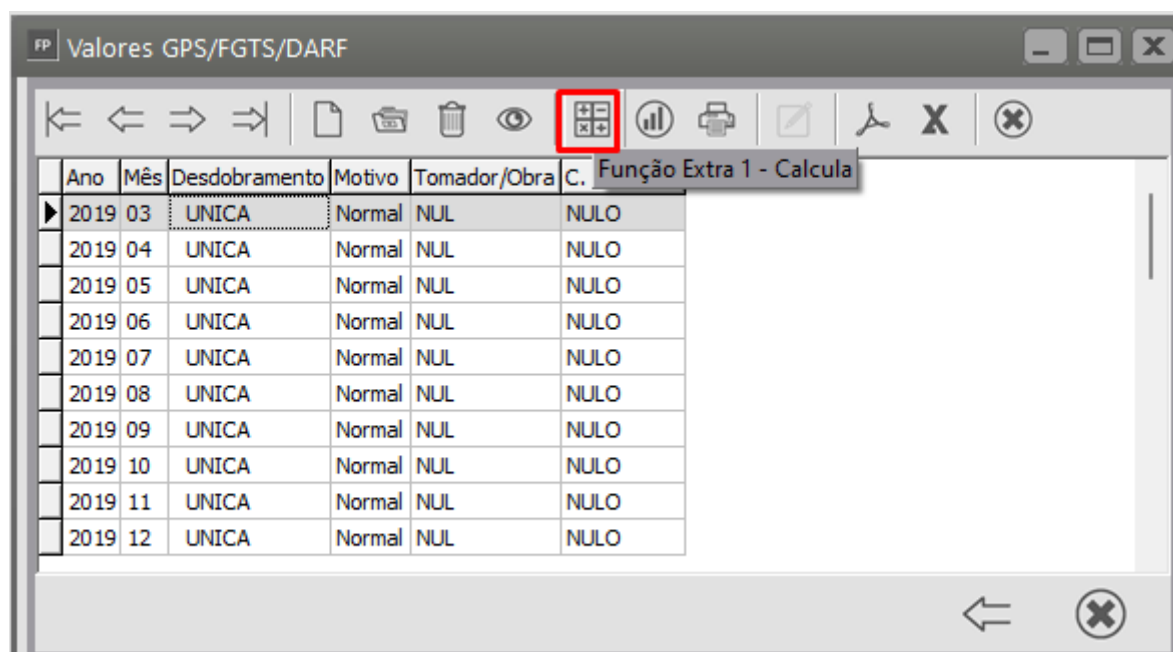 FP Valores GPS/FGTS/DARF
Função Extra 1 - Calcula
Ano Mês Desdobramento Motivo Tomador/Obra C.
2019 03 UNICA Normal NUL NULO
2019 04 UNICA Normal NUL NULO
2019 05 UNICA Normal NUL NULO
2019 06 UNICA Normal NUL NULO
2019 07 UNICA Normal NUL NULO
2019 08 UNICA Normal NUL NULO
2019 09 UNICA Normal NUL NULO
2019 10 UNICA Normal NUL NULO
2019 11 UNICA Normal NUL NULO
2019 12 UNICA Normal NUL NULO